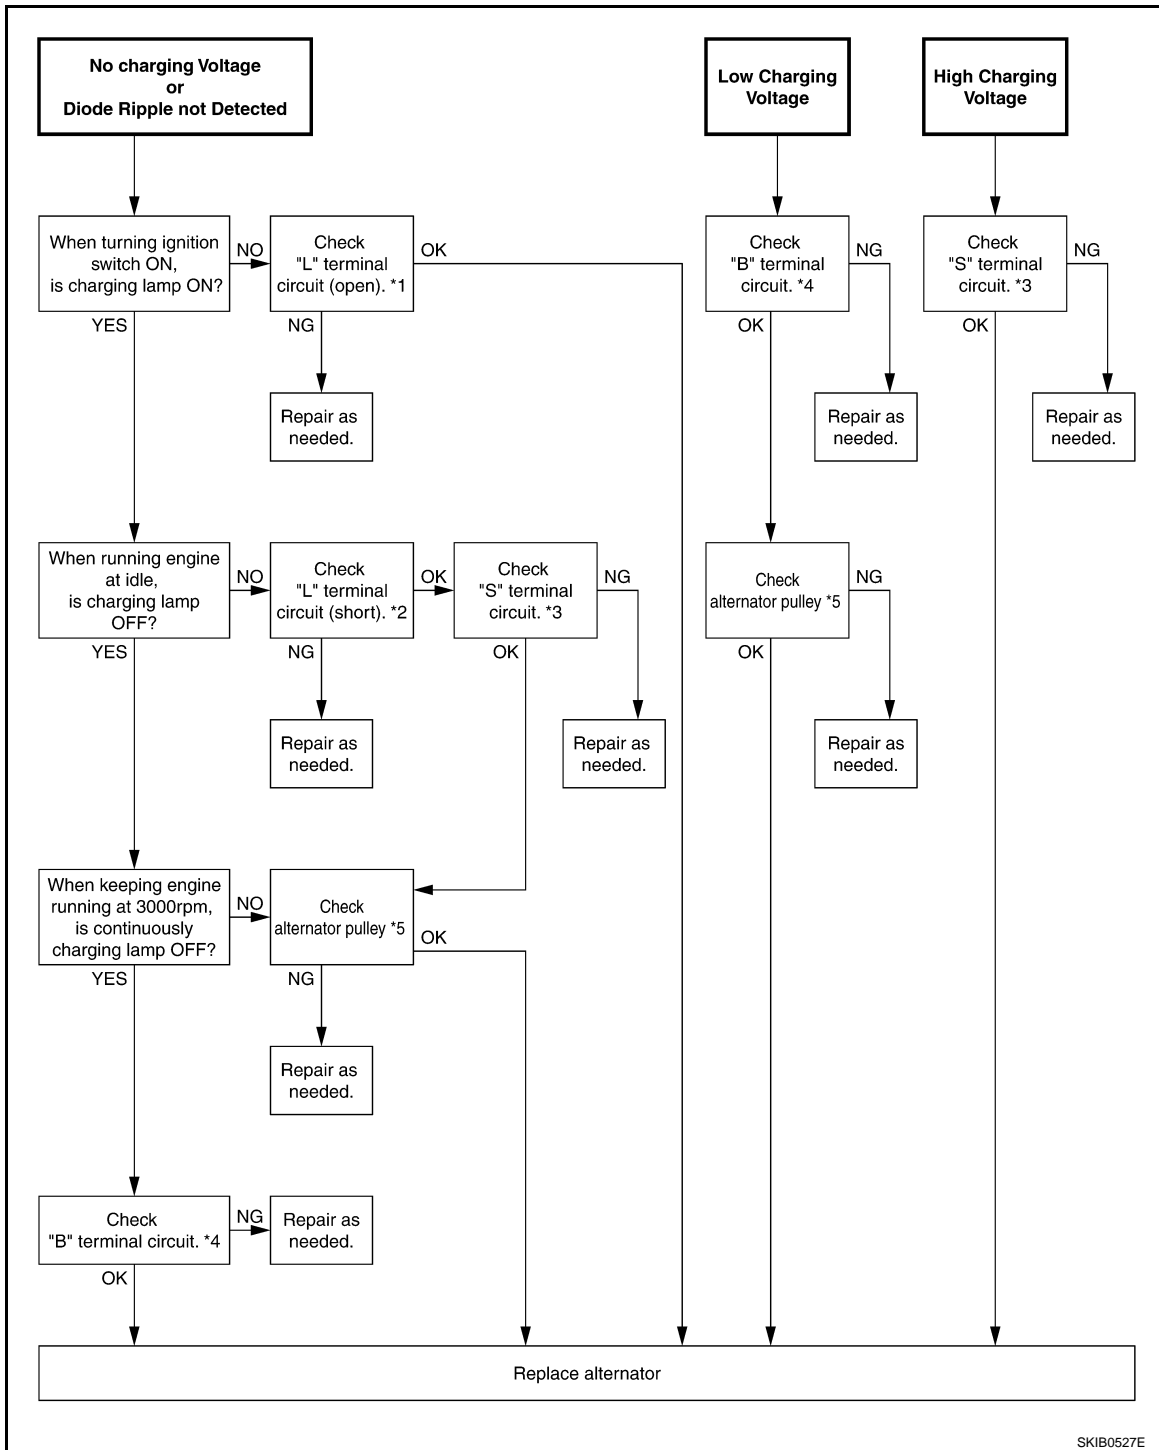 No charging Voltage
or
Diode Ripple not Detected
Low Charging
Voltage
High Charging
Voltage
When turning ignition
switch ON,
is charging lamp ON?
NO
YES
Check
"L" terminal
circuit (open). *1
OK
NG
Repair as
needed.
Check
"B" terminal
circuit. *4
NG
OK
Repair as
needed.
Check
"S" terminal
circuit. *3
NG
OK
Repair as
needed.
When running engine
at idle,
is charging lamp
OFF?
NO
YES
Check
"L" terminal
circuit (short). *2
OK
NG
Repair as
needed.
Check
"S" terminal
circuit. *3
NG
OK
Repair as
needed.
Check
alternator pulley *5
NG
OK
Repair as
needed.
When keeping engine
running at 3000rpm,
is continuously
charging lamp OFF?
NO
YES
Check
alternator pulley *5
OK
NG
Repair as
needed.
Check
"B" terminal circuit. *4
NG
OK
Repair as
needed.
Replace alternator
SKIB0527E